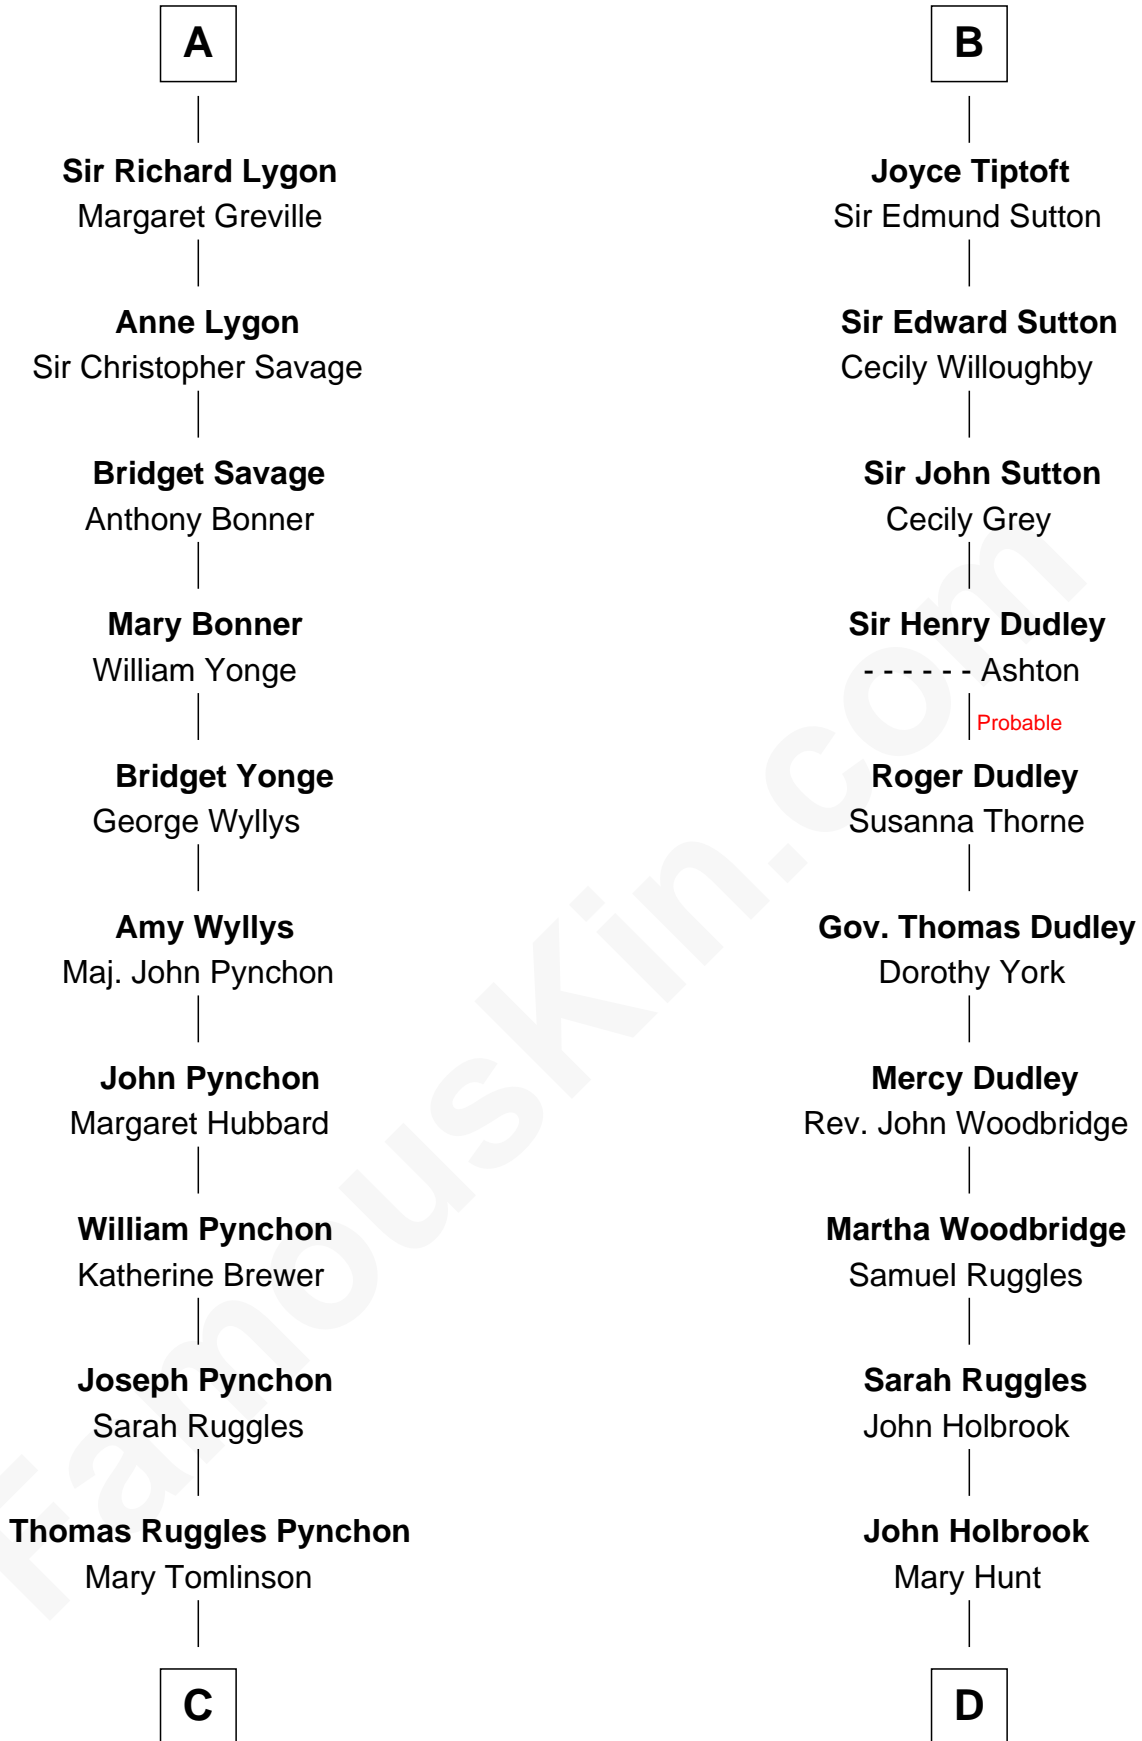 A
Sir Richard Lygon
Margaret Greville
Anne Lygon
Sir Christopher Savage
Bridget Savage
Anthony Bonner
Mary Bonner
William Yonge
Bridget Yonge
George Wyllys
Amy Wyllys
Maj. John Pynchon
John Pynchon
Margaret Hubbard
William Pynchon
Katherine Brewer
Joseph Pynchon
Sarah Ruggles
Thomas Ruggles Pynchon
Mary Tomlinson
C
B
Joyce Tiptoft
Sir Edmund Sutton
Sir Edward Sutton
Cecily Willoughby
Sir John Sutton
Cecily Grey
Sir Henry Dudley
- - - - - - Ashton
Probable
Roger Dudley
Susanna Thorne
Gov. Thomas Dudley
Dorothy York
Mercy Dudley
Rev. John Woodbridge
Martha Woodbridge
Samuel Ruggles
Sarah Ruggles
John Holbrook
John Holbrook
Mary Hunt
D
FamousKin.com